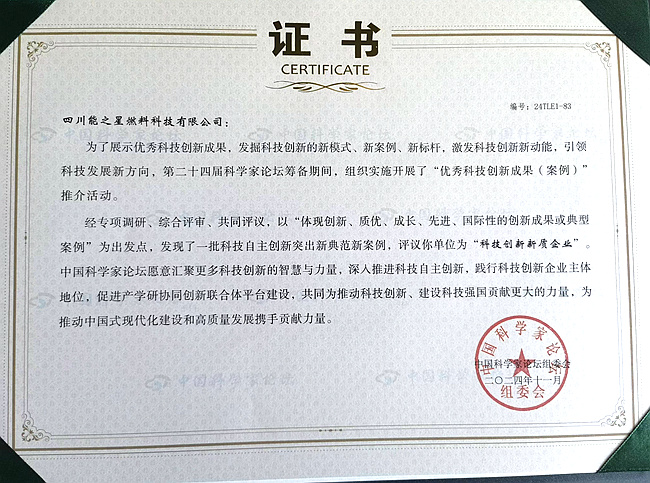 证书
CERTIFICATE
编号：24TLE1-83
四川能之星燃料科技有限公司：
为了展示优秀科技创新成果，发掘科技创新的新模式、新案例、新标杆，激发科技创新新动能，引领
科技发展新方向，第二十四届科学家论坛筹备期间，组织实施开展了“优秀科技创新成果（案例）”
推介活动。
经专项调研、综合评审、共同评议，以“体现创新、质优、成长、先进、国际性的创新成果或典型
案例”为出发点，发现了一批科技自主创新突出新典范新案例，评议你单位为“科技创新新质企业”。
中国科学家论坛愿意汇聚更多科技创新的智慧与力量，深入推进科技自主创新，践行科技创新企业主体
地位，促进产学研协同创新联合体平台建设，共同为推动科技创新、建设科技强国贡献更大的力量，为
推动中国式现代化建设和高质量发展携手贡献力量。
中国科学家论坛组委会
二〇二四年十一月
中国科学家论坛
组委会